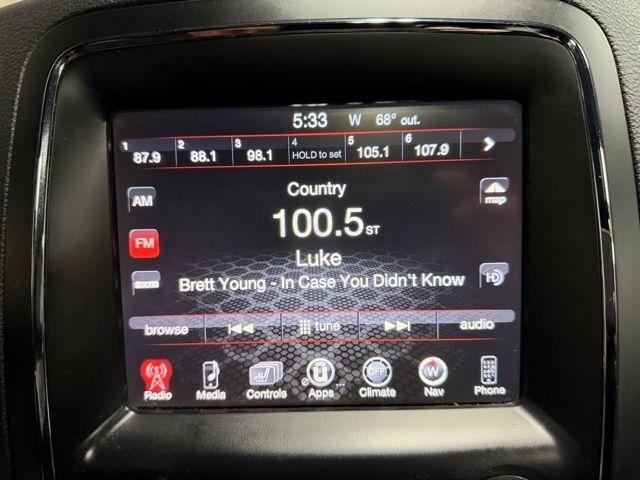 5:33 W 68° out.
1 87.9 2 88.1 3 98.1 4 HOLD to set 5 105.1 6 107.9
Country
AM
map
100.5 ST
FM
Luke
sxm
Brett Young - In Case You Didn't Know
HD
browse tune audio
OFF W
Radio Media Controls Apps ... Climate Nav Phone